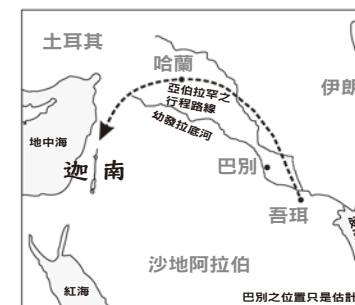 土耳其
哈蘭
伊朗
亞伯拉罕之
行程路線
幼發拉底河
地中海
迦南
巴別
吾珥
沙地阿拉伯
紅海
巴別之位置只是估計